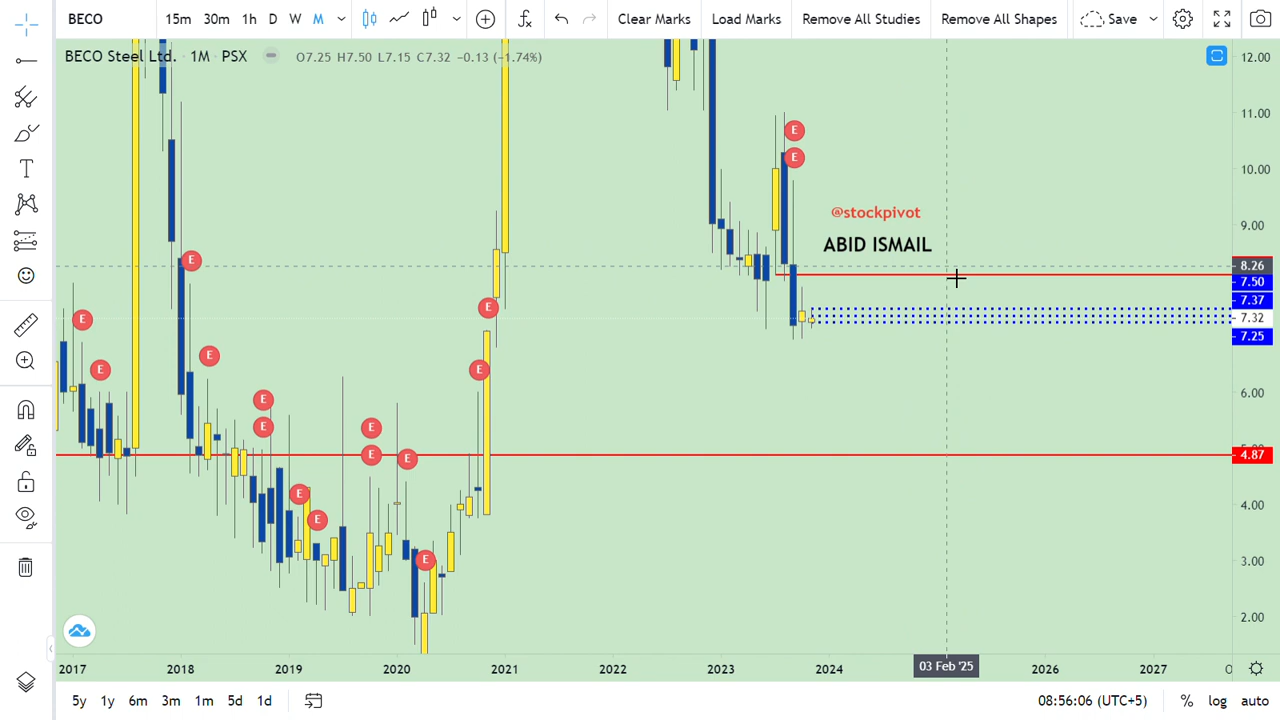 BECO 15m 30m 1h D W M Clear Marks Load Marks Remove All Studies Remove All Shapes Save
BECO Steel Ltd. · 1M · PSX O7.25 H7.50 L7.15 C7.32 −0.13 (−1.74%)
12.00
11.00
E
E
10.00
@stockpivot
9.00
ABID ISMAIL
E
8.26
7.50
E
7.37
E
7.32
7.25
E
E
E
6.00
E
E
E
E
E
4.87
E
E
4.00
E
E
3.00
2.00
2017 2018 2019 2020 2021 2022 2023 2024 03 Feb '25 2026 2027
5y 1y 6m 3m 1m 5d 1d 08:56:06 (UTC+5) % log auto